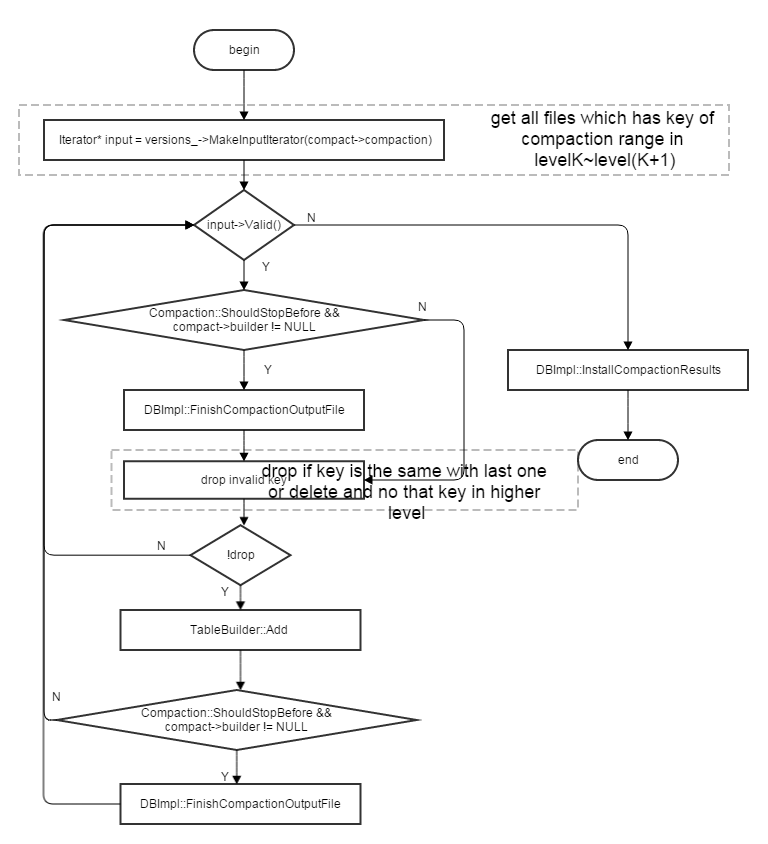 begin
Iterator* input = versions_->MakeInputIterator(compact->compaction)
get all files which has key of
compaction range in
levelK~level(K+1)
input->Valid()
N
Y
Compaction::ShouldStopBefore &&
compact->builder != NULL
N
Y
DBImpl::InstallCompactionResults
DBImpl::FinishCompactionOutputFile
end
drop invalid key
drop if key is the same with last one
or delete and no that key in higher
level
!drop
N
Y
TableBuilder::Add
Compaction::ShouldStopBefore &&
compact->builder != NULL
N
Y
DBImpl::FinishCompactionOutputFile